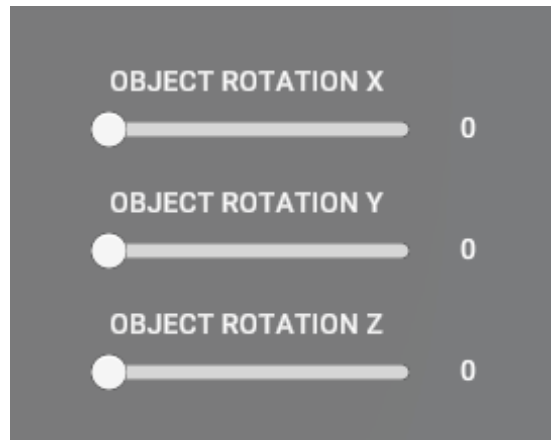 OBJECT ROTATION X
0
OBJECT ROTATION Y
0
OBJECT ROTATION Z
0